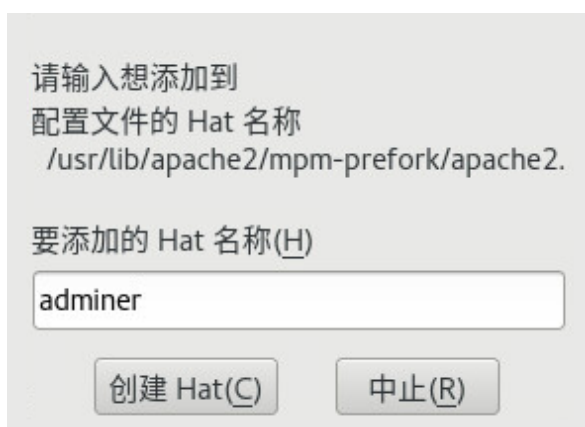 请输入想添加到
配置文件的 Hat 名称
/usr/lib/apache2/mpm-prefork/apache2.
要添加的 Hat 名称(H)
adminer
创建 Hat(C) 中止(R)